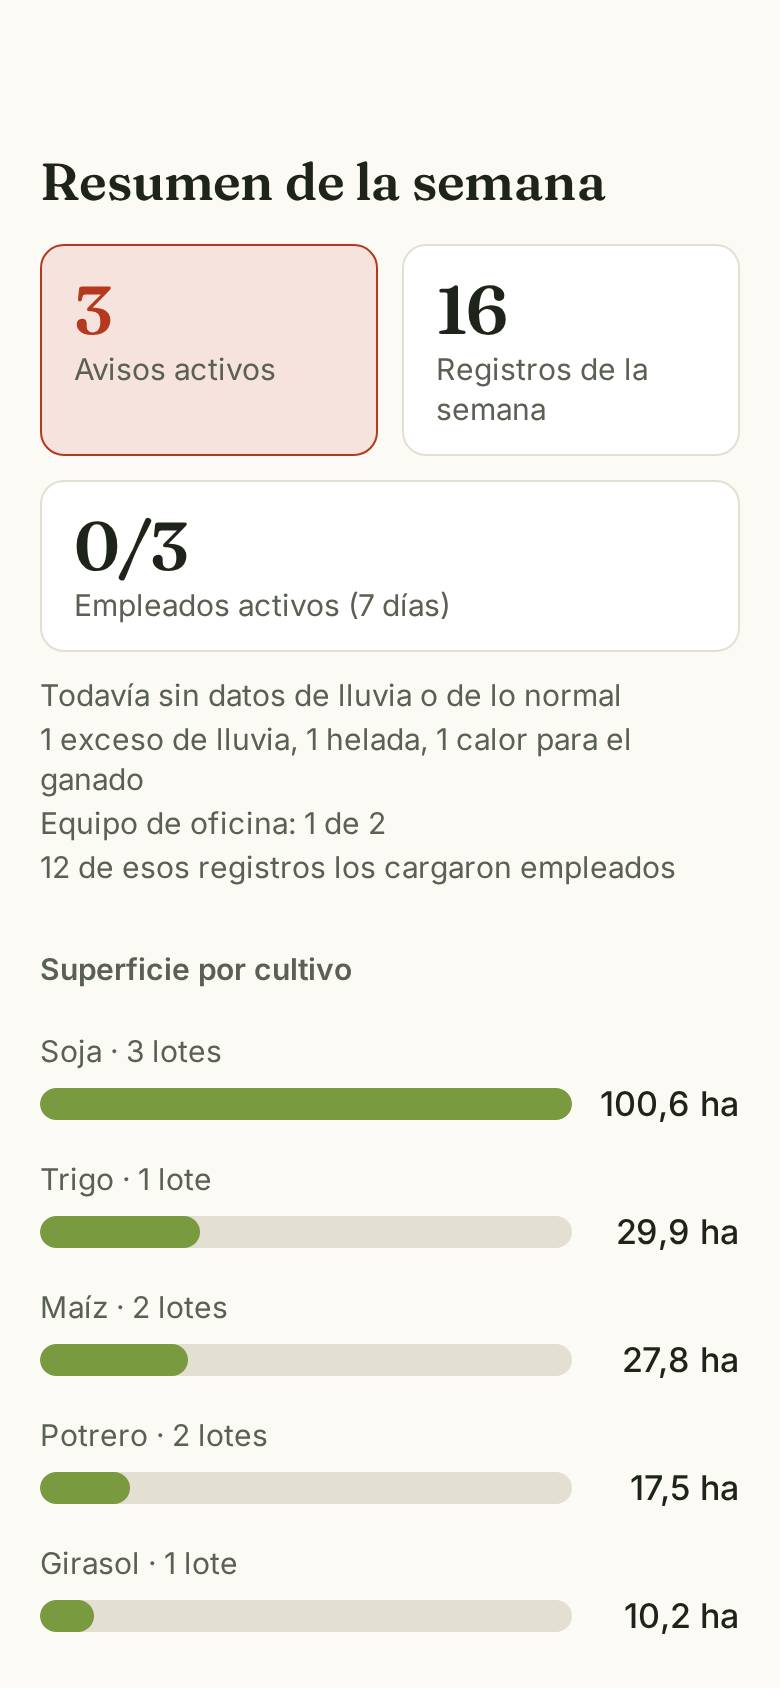 Resumen de la semana
3
Avisos activos
16
Registros de la
semana
0/3
Empleados activos (7 días)
Todavía sin datos de lluvia o de lo normal
1 exceso de lluvia, 1 helada, 1 calor para el
ganado
Equipo de oficina: 1 de 2
12 de esos registros los cargaron empleados
Superficie por cultivo
Soja · 3 lotes
100,6 ha
Trigo · 1 lote
29,9 ha
Maíz · 2 lotes
27,8 ha
Potrero · 2 lotes
17,5 ha
Girasol · 1 lote
10,2 ha